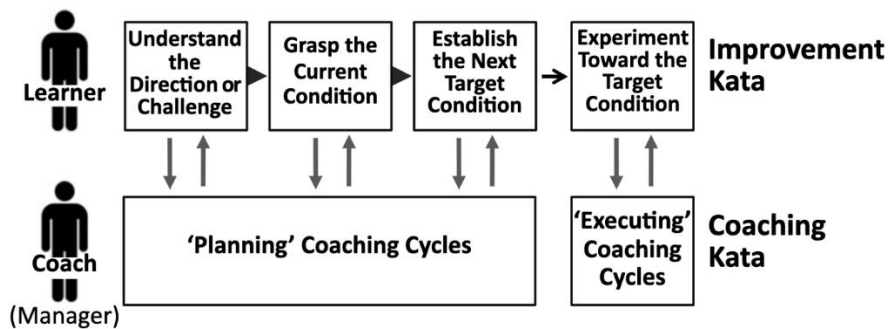 Understand
the
Direction or
Challenge
Grasp the
Current
Condition
Establish
the Next
Target
Condition
Experiment
Toward the
Target
Condition
Improvement
Kata
Learner
'Planning' Coaching Cycles
'Executing'
Coaching
Cycles
Coaching
Kata
Coach
(Manager)